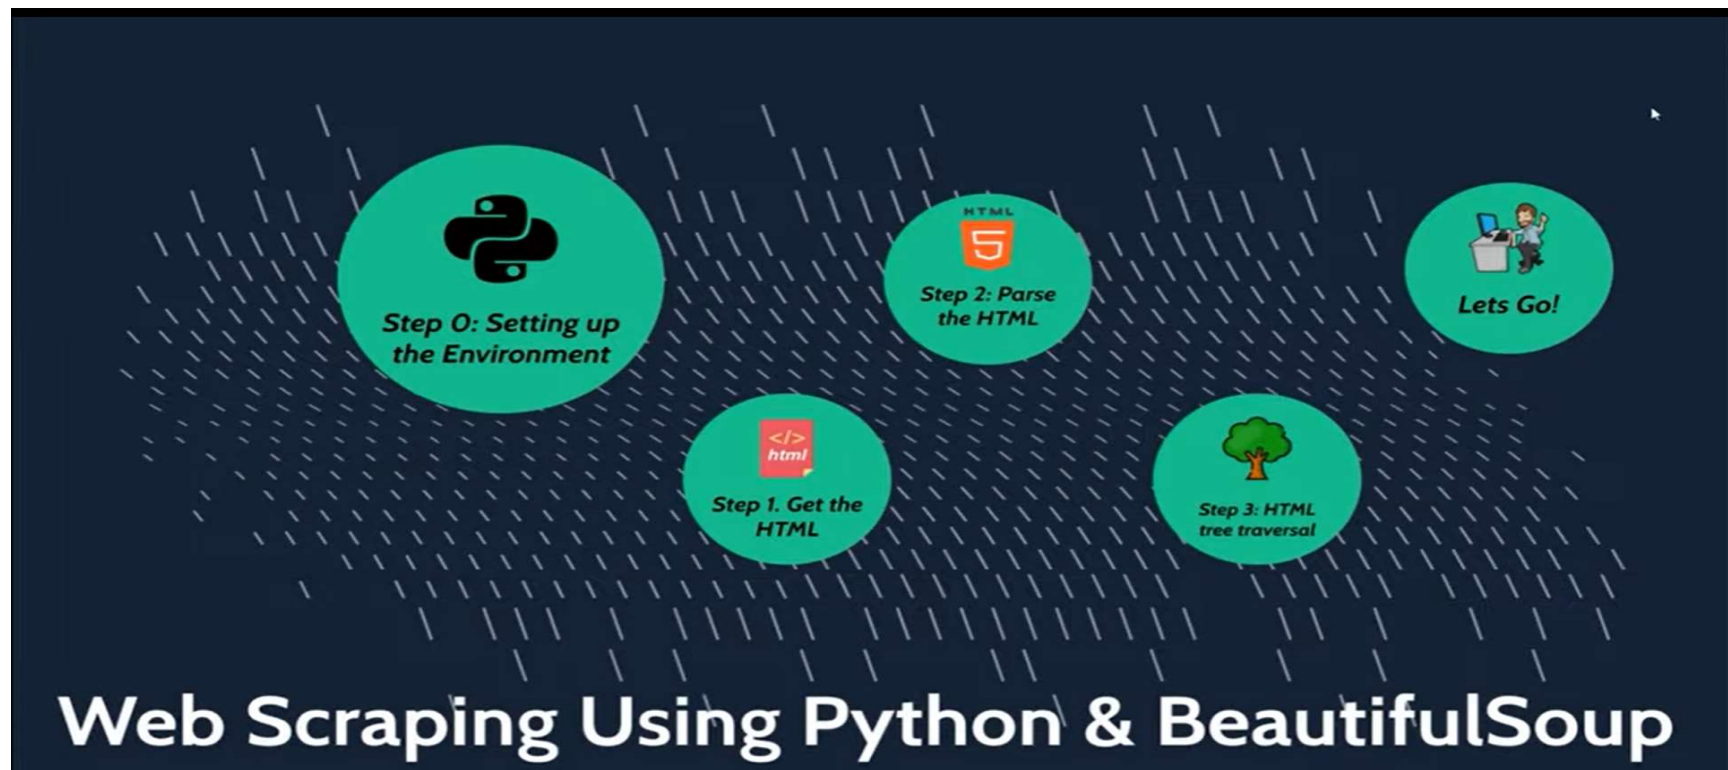 Step 0: Setting up
the Environment
</>
html
Step 1. Get the
HTML
HTML
5
Step 2: Parse
the HTML
Step 3: HTML
tree traversal
Lets Go!
Web Scraping Using Python & BeautifulSoup